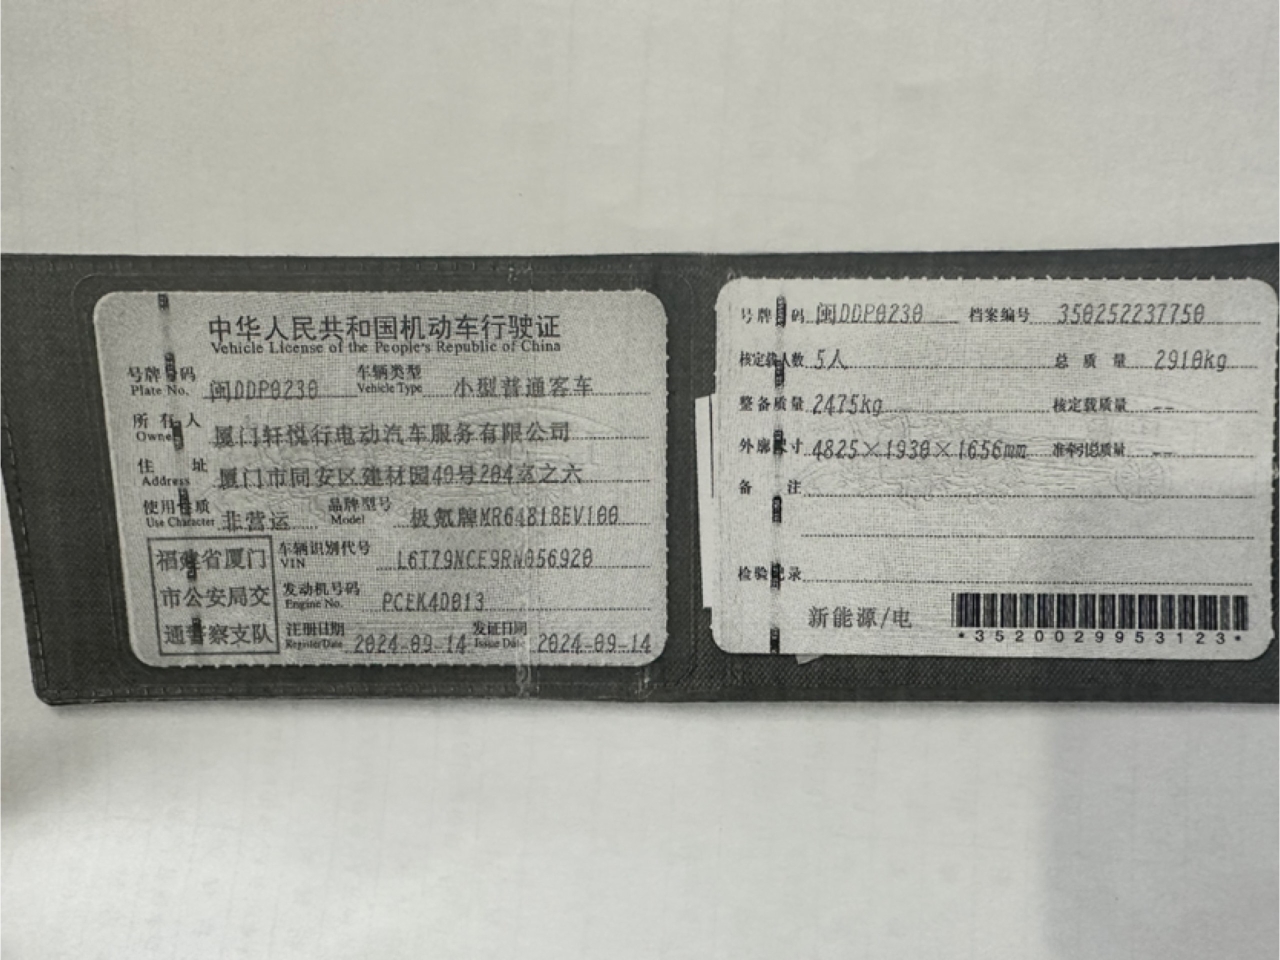 中华人民共和国机动车行驶证
Vehicle License of the People's Republic of China
号牌号码 Plate No. 闽DDP0230 车辆类型 Vehicle Type 小型普通客车
所有人 Owner 厦门轩悦行电动汽车服务有限公司
住址 Address 厦门市同安区建材园40号204室之六
使用性质 Use Character 非营运 品牌型号 Model 极氪牌MR6481BEV100
车辆识别代号 VIN L6T79NCE9RN056920
发动机号码 Engine No. PCEK4D013
注册日期 Register Date 2024-09-14 发证日期 Issue Date 2024-09-14
福建省厦门
市公安局交
通警察支队
号牌号码 闽DDP0230 档案编号 350252237750
核定载人数 5人 总质量 2910kg
整备质量 2475kg 核定载质量 --
外廓尺寸 4825×1930×1656mm 准牵引总质量 --
备注
检验记录
新能源/电
*3520029953123*